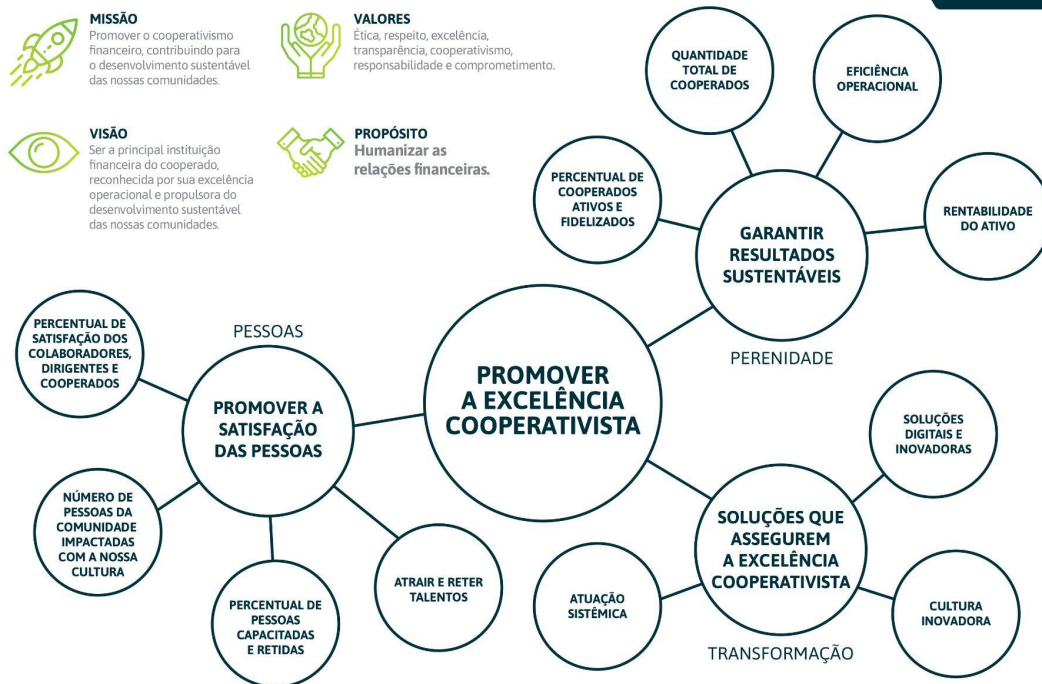 MISSÃO
Promover o cooperativismo
financeiro, contribuindo para
o desenvolvimento sustentável
das nossas comunidades.
VALORES
Ética, respeito, excelência,
transparência, cooperativismo,
responsabilidade e comprometimento.
VISÃO
Ser a principal instituição
financeira do cooperado,
reconhecida por sua excelência
operacional e propulsora do
desenvolvimento sustentável
das nossas comunidades.
PROPÓSITO
Humanizar as
relações financeiras.
QUANTIDADE
TOTAL DE
COOPERADOS
EFICIÊNCIA
OPERACIONAL
PERCENTUAL DE
COOPERADOS
ATIVOS E
FIDELIZADOS
RENTABILIDADE
DO ATIVO
GARANTIR
RESULTADOS
SUSTENTÁVEIS
PERENIDADE
PROMOVER
A EXCELÊNCIA
COOPERATIVISTA
PESSOAS
PROMOVER A
SATISFAÇÃO
DAS PESSOAS
PERCENTUAL DE
SATISFAÇÃO DOS
COLABORADORES,
DIRIGENTES E
COOPERADOS
NÚMERO DE
PESSOAS DA
COMUNIDADE
IMPACTADAS
COM A NOSSA
CULTURA
PERCENTUAL DE
PESSOAS
CAPACITADAS
E RETIDAS
ATRAIR E RETER
TALENTOS
SOLUÇÕES
DIGITAIS E
INOVADORAS
SOLUÇÕES QUE
ASSEGUREM
A EXCELÊNCIA
COOPERATIVISTA
ATUAÇÃO
SISTÊMICA
CULTURA
INOVADORA
TRANSFORMAÇÃO